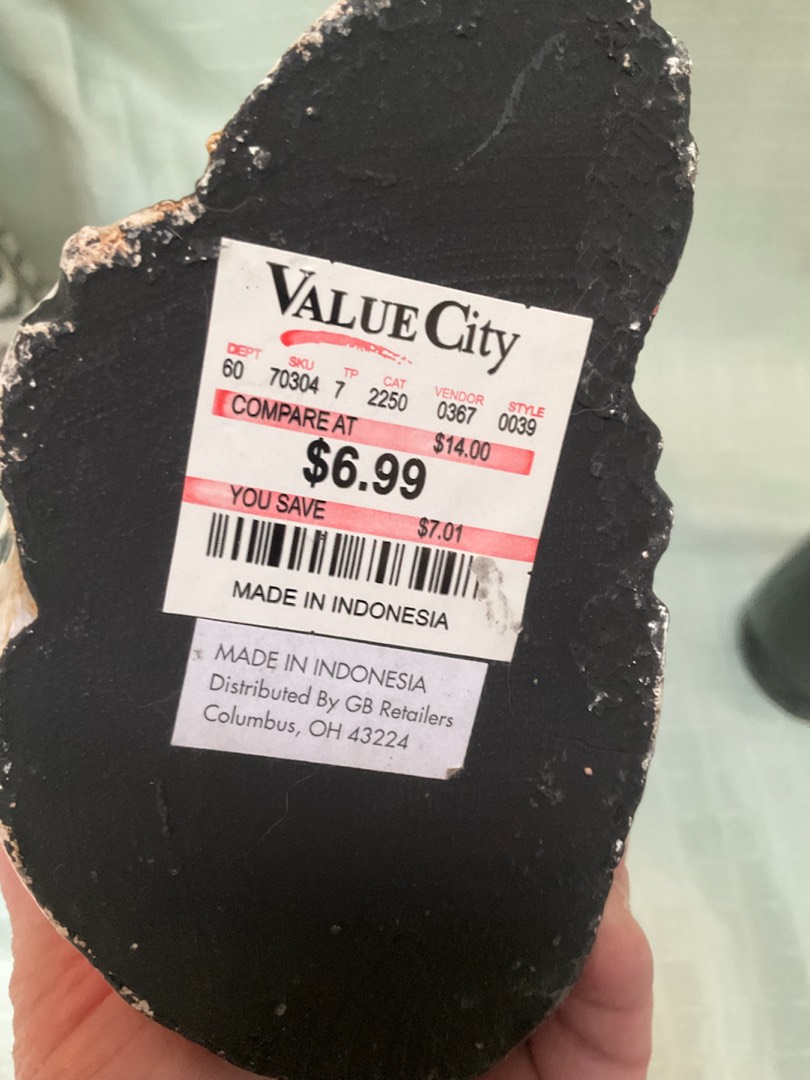 VALUE City
DEPT SKU TP CAT VENDOR STYLE
60 70304 7 2250 0367 0039
COMPARE AT $14.00
$6.99
YOU SAVE $7.01
MADE IN INDONESIA
MADE IN INDONESIA
Distributed By GB Retailers
Columbus, OH 43224